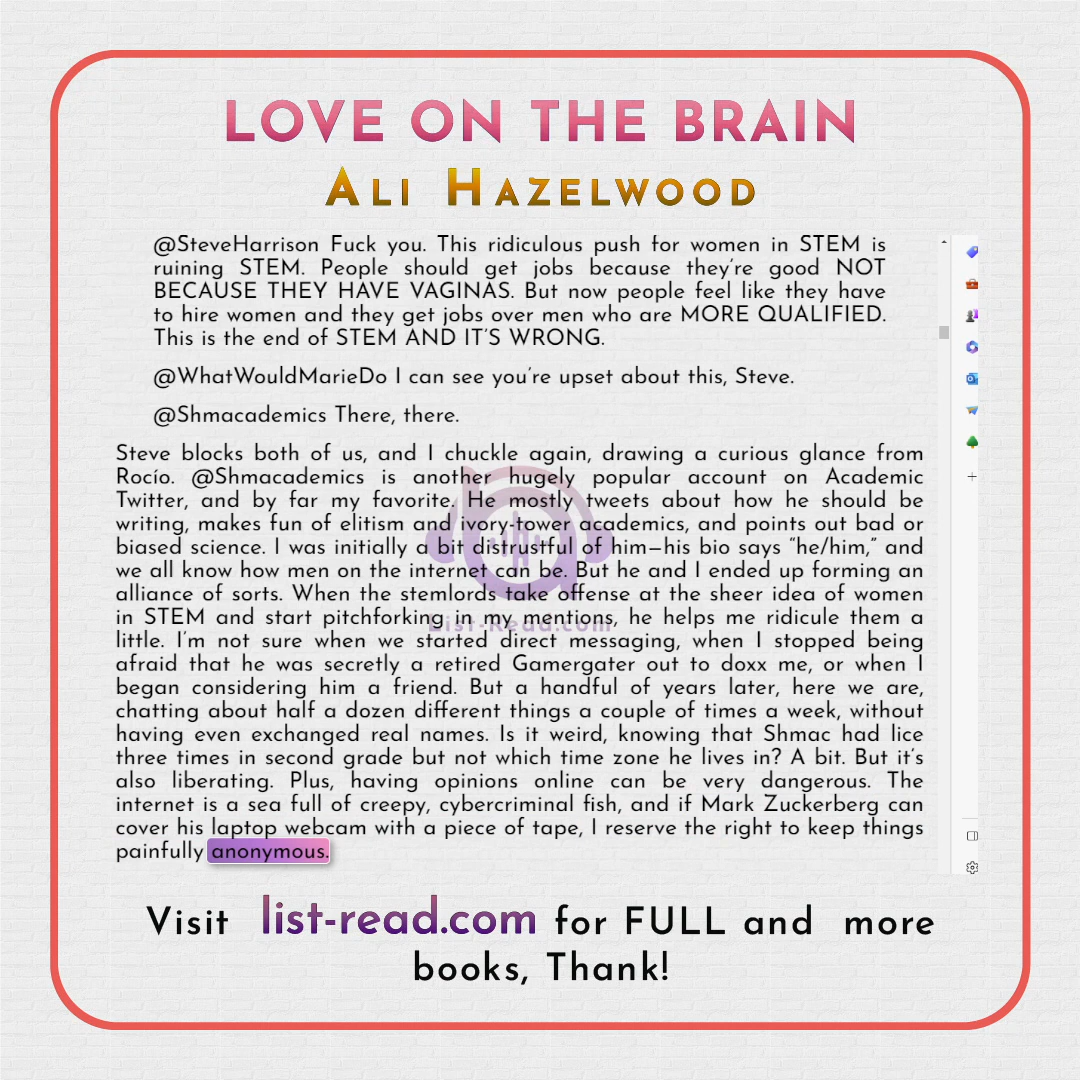 LOVE ON THE BRAIN
ALI HAZELWOOD
@SteveHarrison Fuck you. This ridiculous push for women in STEM is
ruining STEM. People should get jobs because they're good NOT
BECAUSE THEY HAVE VAGINAS. But now people feel like they have
to hire women and they get jobs over men who are MORE QUALIFIED.
This is the end of STEM AND IT'S WRONG.
@WhatWouldMarieDo I can see you're upset about this, Steve.
@Shmacademics There, there.
Steve blocks both of us, and I chuckle again, drawing a curious glance from
Rocío. @Shmacademics is another hugely popular account on Academic
Twitter, and by far my favorite. He mostly tweets about how he should be
writing, makes fun of elitism and ivory-tower academics, and points out bad or
biased science. I was initially a bit distrustful of him—his bio says “he/him,” and
we all know how men on the internet can be. But he and I ended up forming an
alliance of sorts. When the stemlords take offense at the sheer idea of women
in STEM and start pitchforking in my mentions, he helps me ridicule them a
List-Read.com
little. I'm not sure when we started direct messaging, when I stopped being
afraid that he was secretly a retired Gamergater out to doxx me, or when I
began considering him a friend. But a handful of years later, here we are,
chatting about half a dozen different things a couple of times a week, without
having even exchanged real names. Is it weird, knowing that Shmac had lice
three times in second grade but not which time zone he lives in? A bit. But it's
also liberating. Plus, having opinions online can be very dangerous. The
internet is a sea full of creepy, cybercriminal fish, and if Mark Zuckerberg can
cover his laptop webcam with a piece of tape, I reserve the right to keep things
painfully anonymous.
Visit list-read.com for FULL and more
books, Thank!